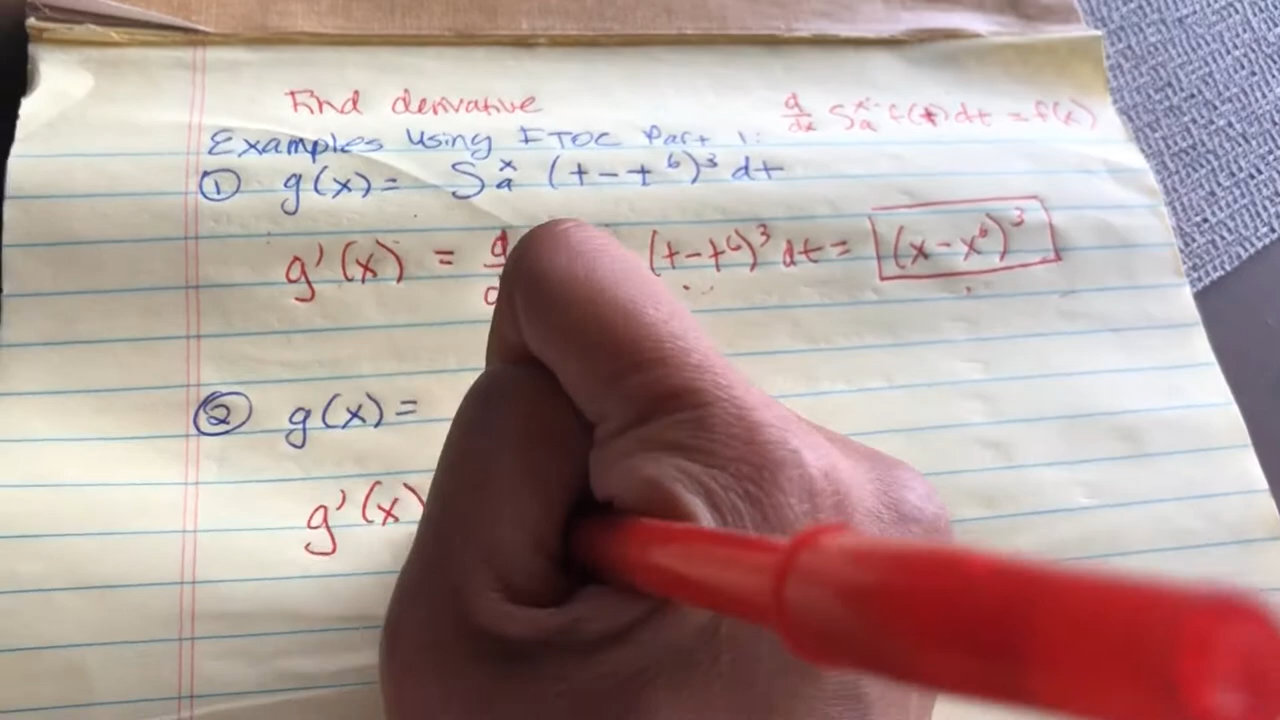 Find derivative
d/dx ∫ₐˣ f(t) dt = f(x)
Examples Using FTOC Part 1:
① g(x) = ∫ₐˣ (t-t⁶)³ dt
g'(x) = d (t-t⁶)³ dt = (x-x⁶)³
② g(x) =
g'(x)